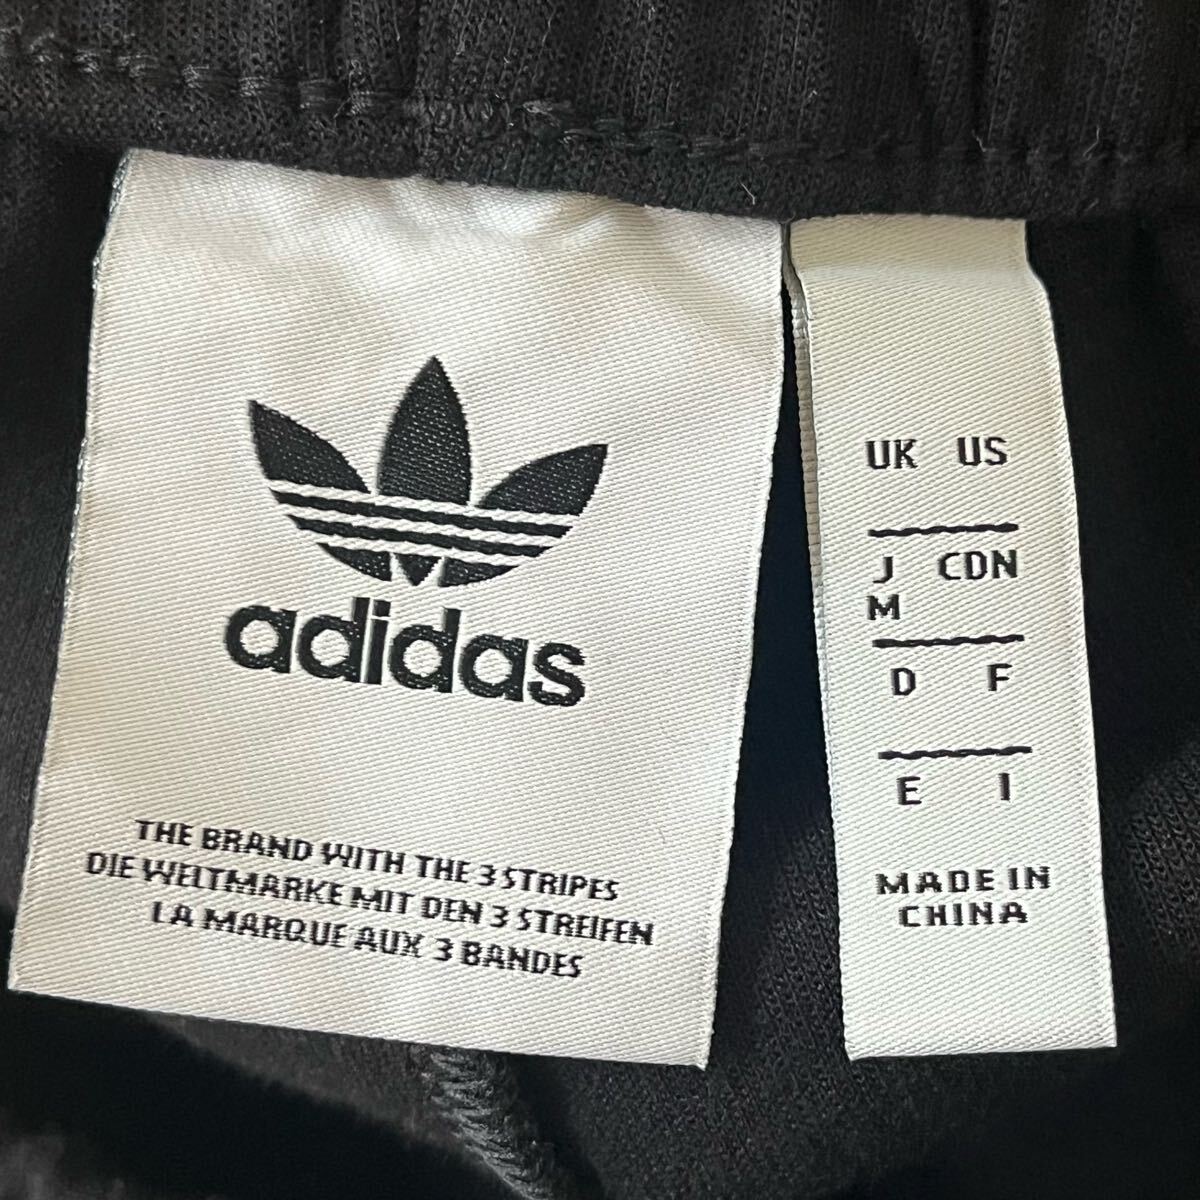 adidas
THE BRAND WITH THE 3 STRIPES
DIE WELTMARKE MIT DEN 3 STREIFEN
LA MARQUE AUX 3 BANDES
UK US
J CDN
M
D F
E I
MADE IN
CHINA